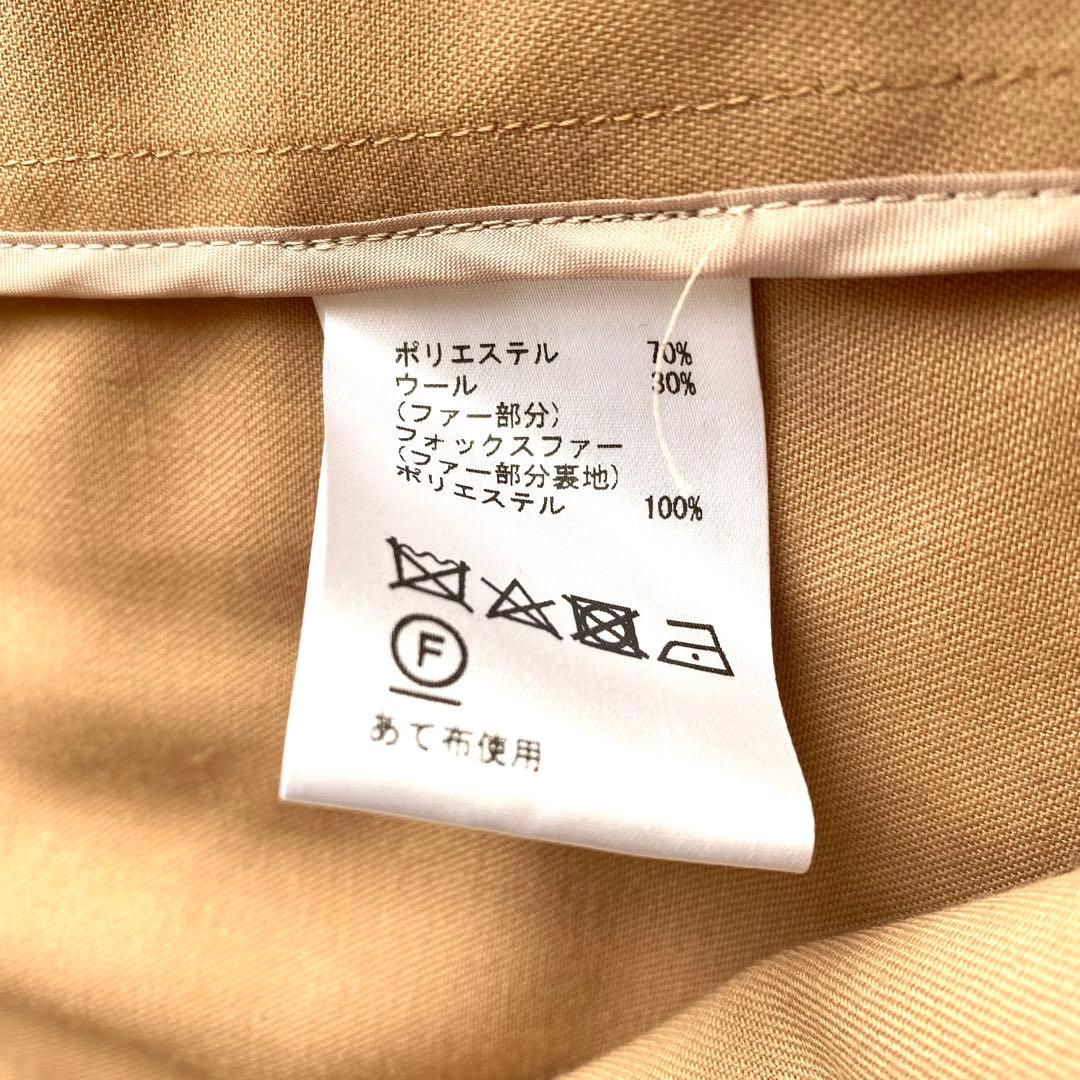 ポリエステル 70%
ウール 30%
(ファー部分)
フォックスファー
(ファー部分裏地)
ポリエステル 100%
F
あて布使用